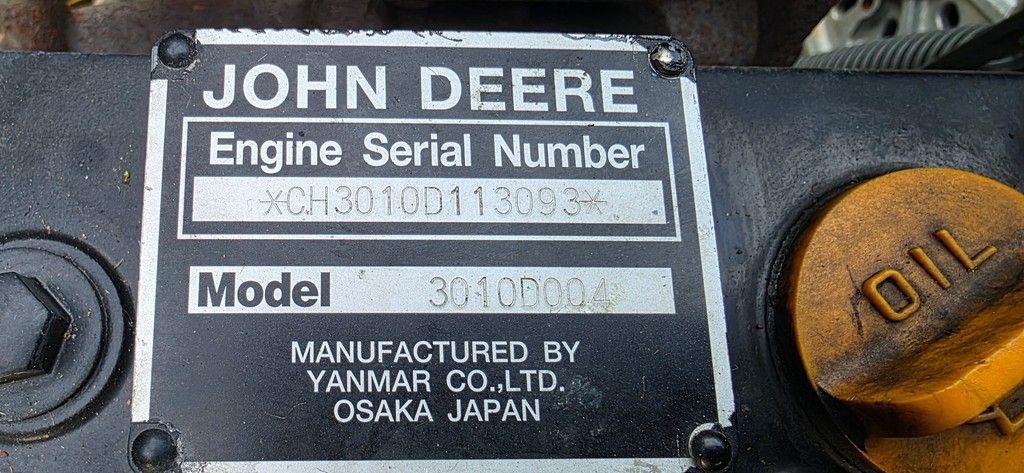 JOHN DEERE
Engine Serial Number
*CH3010D113093*
Model 3010D004
MANUFACTURED BY
YANMAR CO.,LTD.
OSAKA JAPAN
OIL